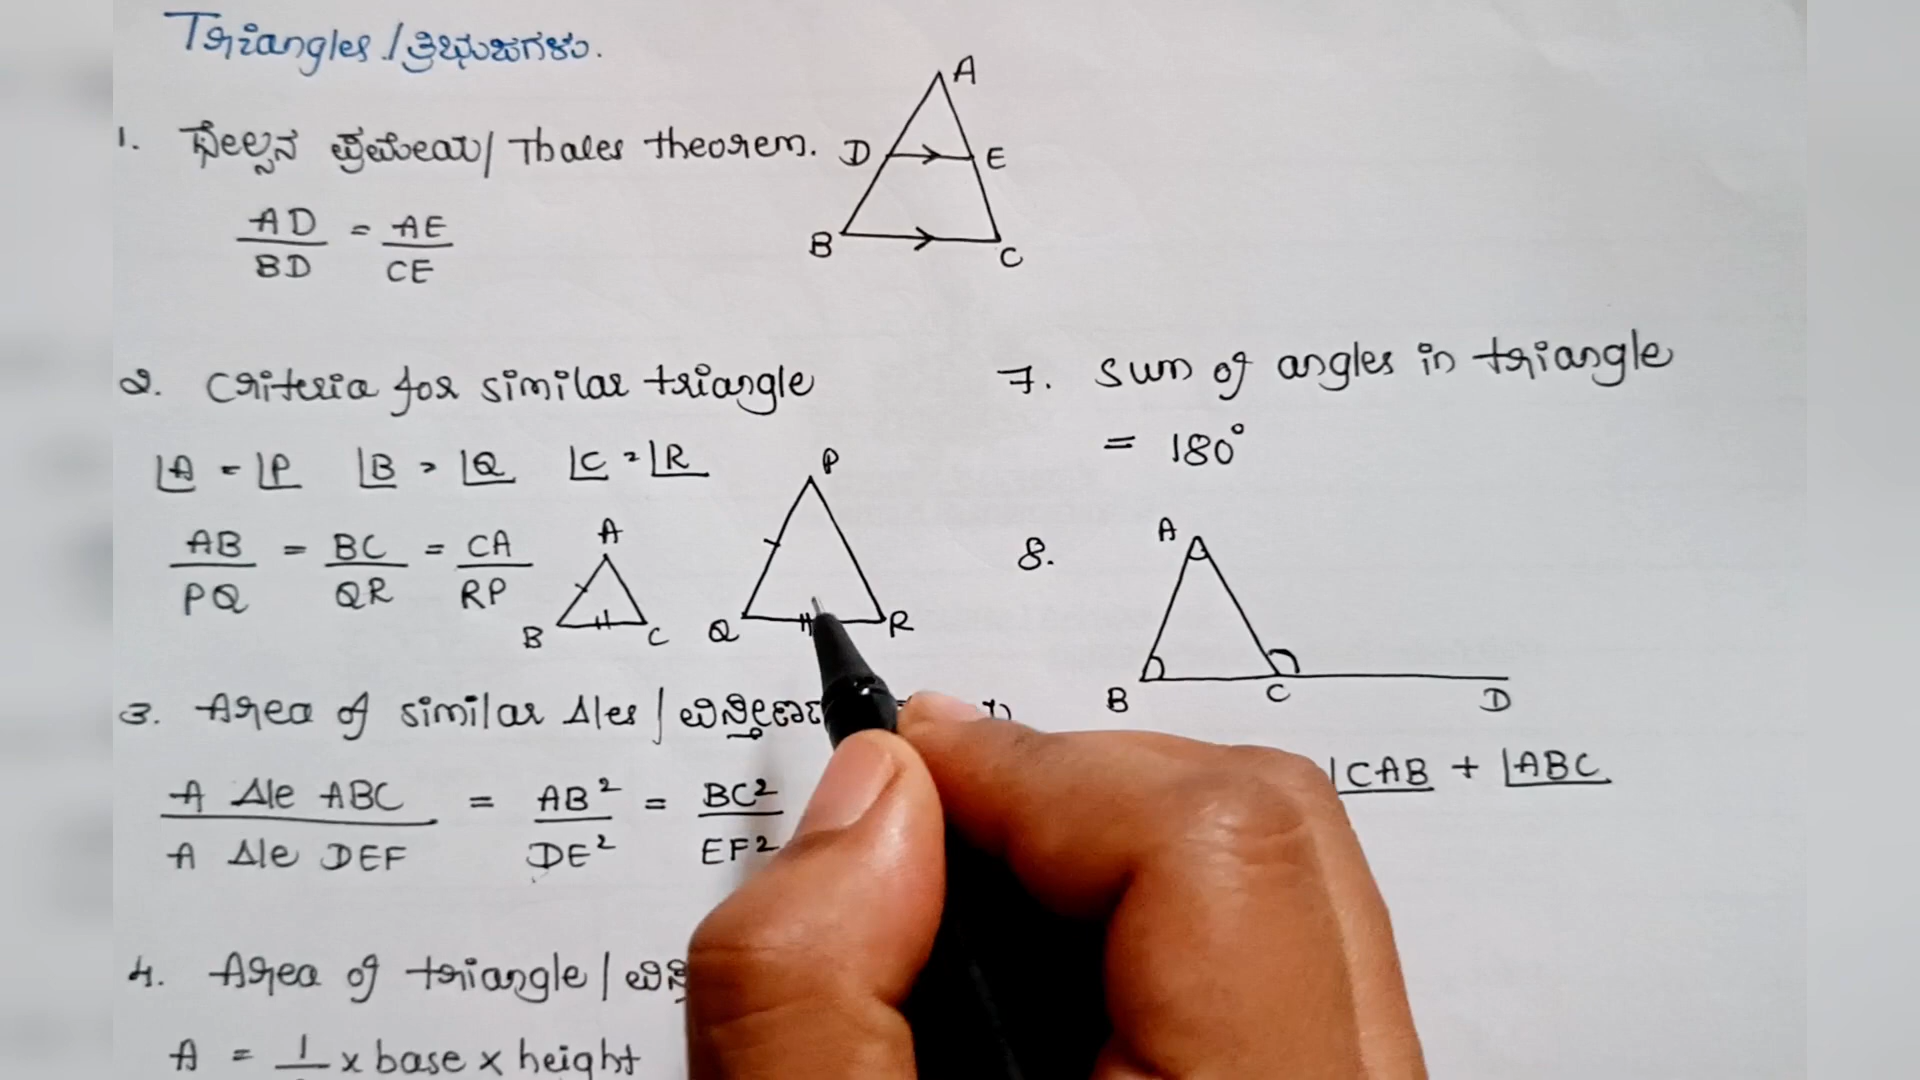 Triangles / ತ್ರಿಭುಜಗಳು.
1. ಥೇಲ್ಸನ ಪ್ರಮೇಯ / Thales theorem.
AD/BD = AE/CE
A
D E
B C
2. Criteria for similar triangle
∠A = ∠P ∠B = ∠Q ∠C = ∠R
AB/PQ = BC/QR = CA/RP
A
B C
P
Q R
3. Area of similar Δles /
A Δle ABC / A Δle DEF = AB²/DE² = BC²/EF²
4. Area of triangle /
A = 1/ x base x height
7. Sum of angles in triangle
= 180°
8.
A
B C D
∠CAB + ∠ABC